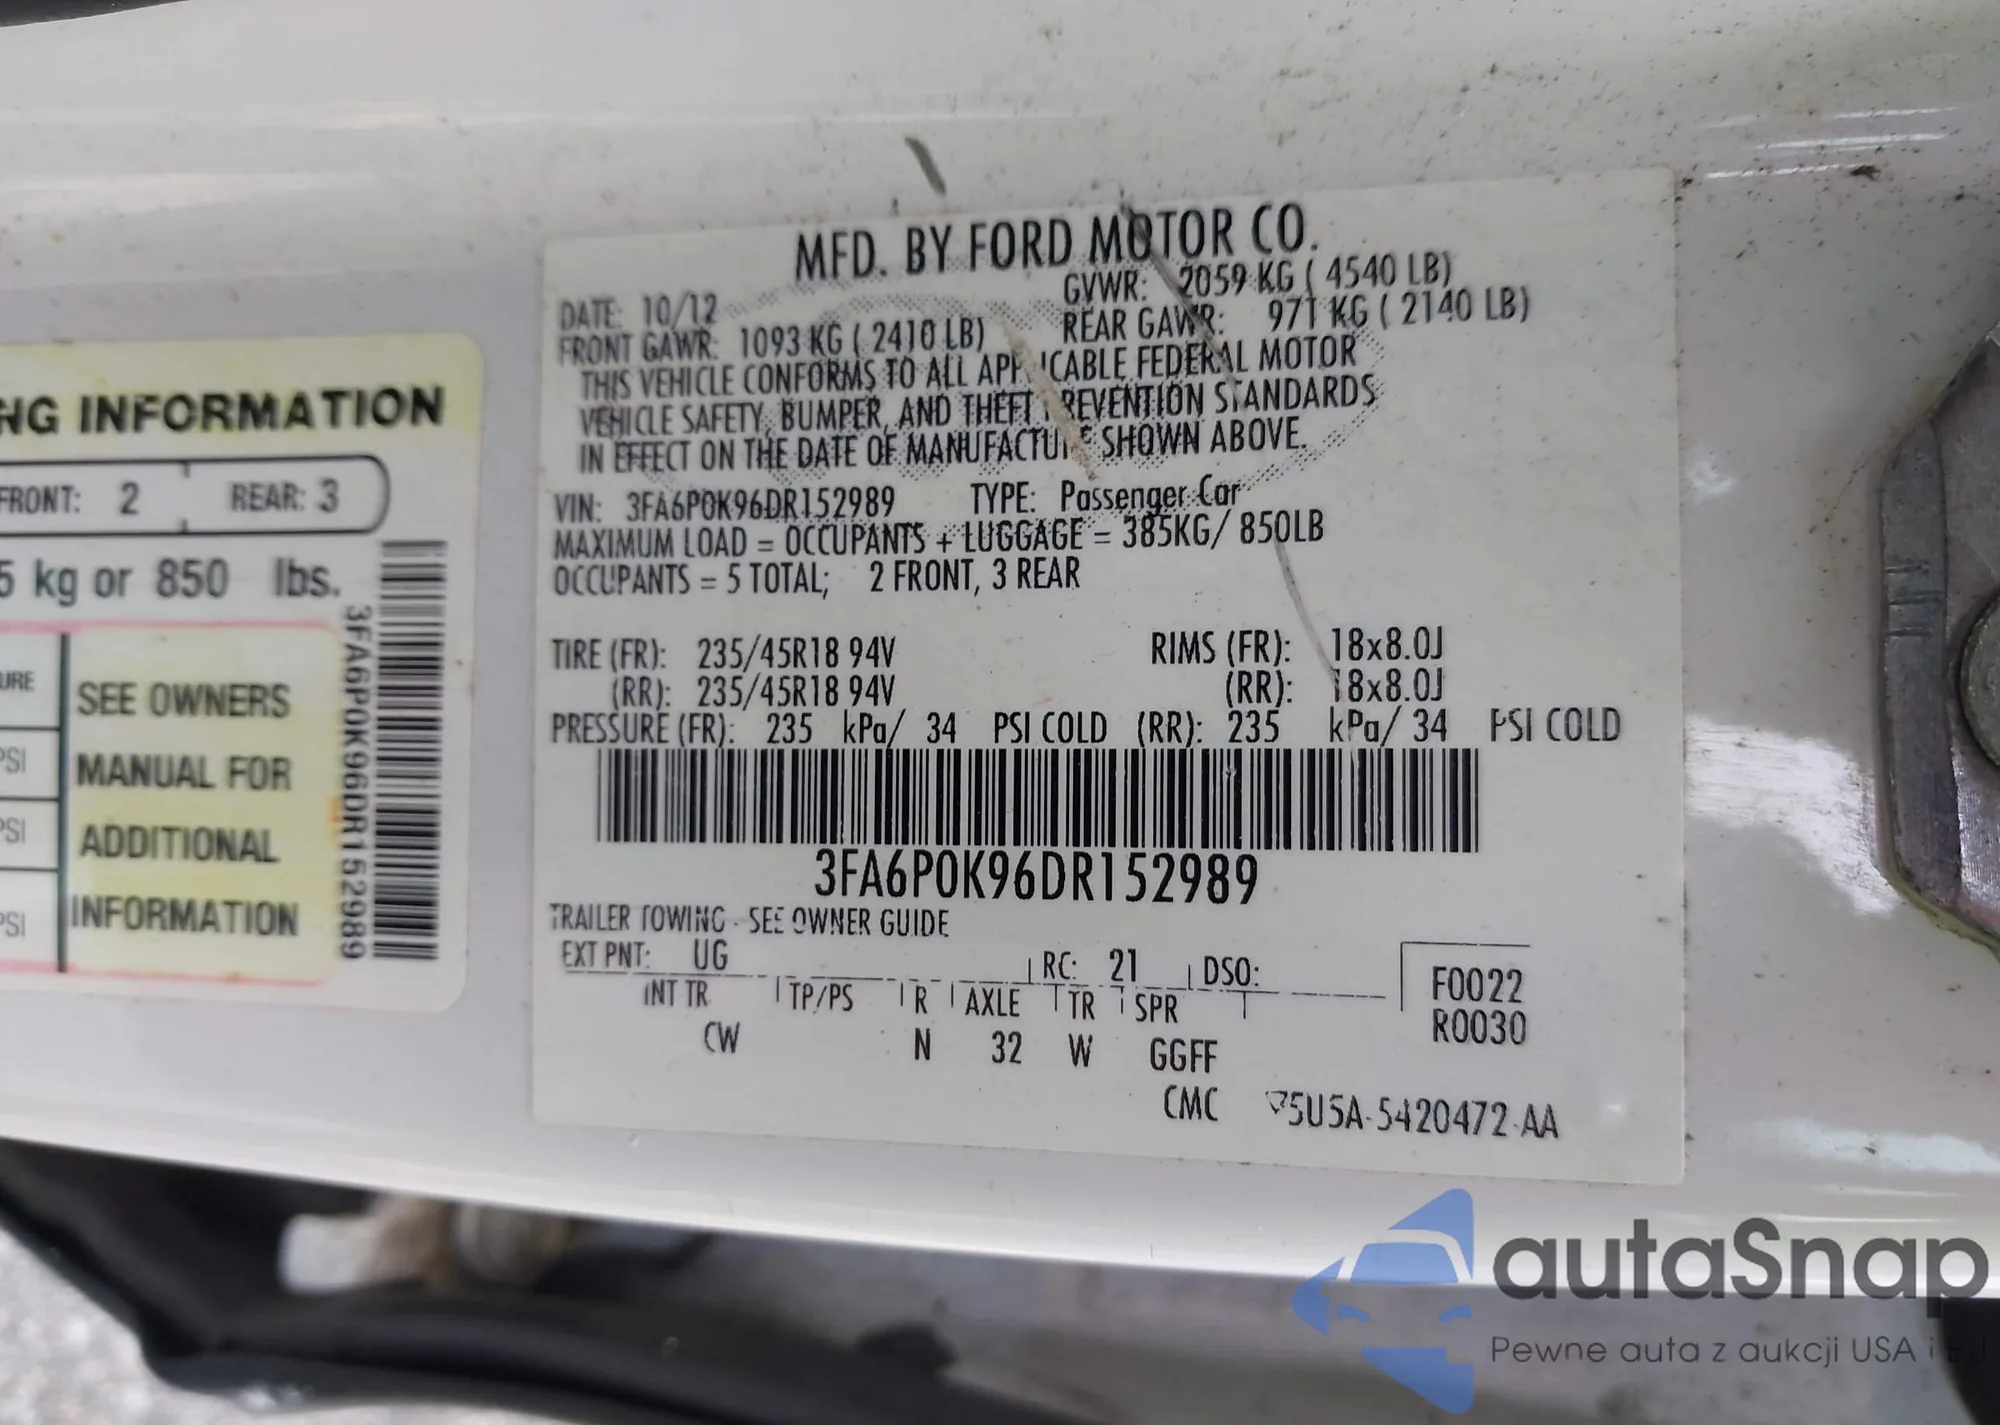 NG INFORMATION
FRONT: 2 REAR: 3
5 kg or 850 lbs.
3FA6P0K96DR152989
URE
PSI
PSI
PSI
SEE OWNERS
MANUAL FOR
ADDITIONAL
INFORMATION
MFD. BY FORD MOTOR CO.
DATE: 10/12 GVWR: 2059 KG ( 4540 LB)
FRONT GAWR: 1093 KG ( 2410 LB) REAR GAWR: 971 KG ( 2140 LB)
THIS VEHICLE CONFORMS TO ALL APPLICABLE FEDERAL MOTOR
VEHICLE SAFETY, BUMPER, AND THEFT PREVENTION STANDARDS
IN EFFECT ON THE DATE OF MANUFACTURE SHOWN ABOVE.
VIN: 3FA6P0K96DR152989 TYPE: Passenger Car
MAXIMUM LOAD = OCCUPANTS + LUGGAGE = 385KG/ 850LB
OCCUPANTS = 5 TOTAL; 2 FRONT, 3 REAR
TIRE (FR): 235/45R18 94V RIMS (FR): 18x8.0J
(RR): 235/45R18 94V (RR): 18x8.0J
PRESSURE (FR): 235 kPa/ 34 PSI COLD (RR): 235 kPa/ 34 PSI COLD
3FA6P0K96DR152989
TRAILER TOWING - SEE OWNER GUIDE
EXT PNT: UG RC: 21 DSO:
INT TR TP/PS R AXLE TR SPR
CW N 32 W GGFF
F0022
R0030
CMC 5U5A-5420472-AA
autaSnap
Pewne auta z aukcji USA i EU